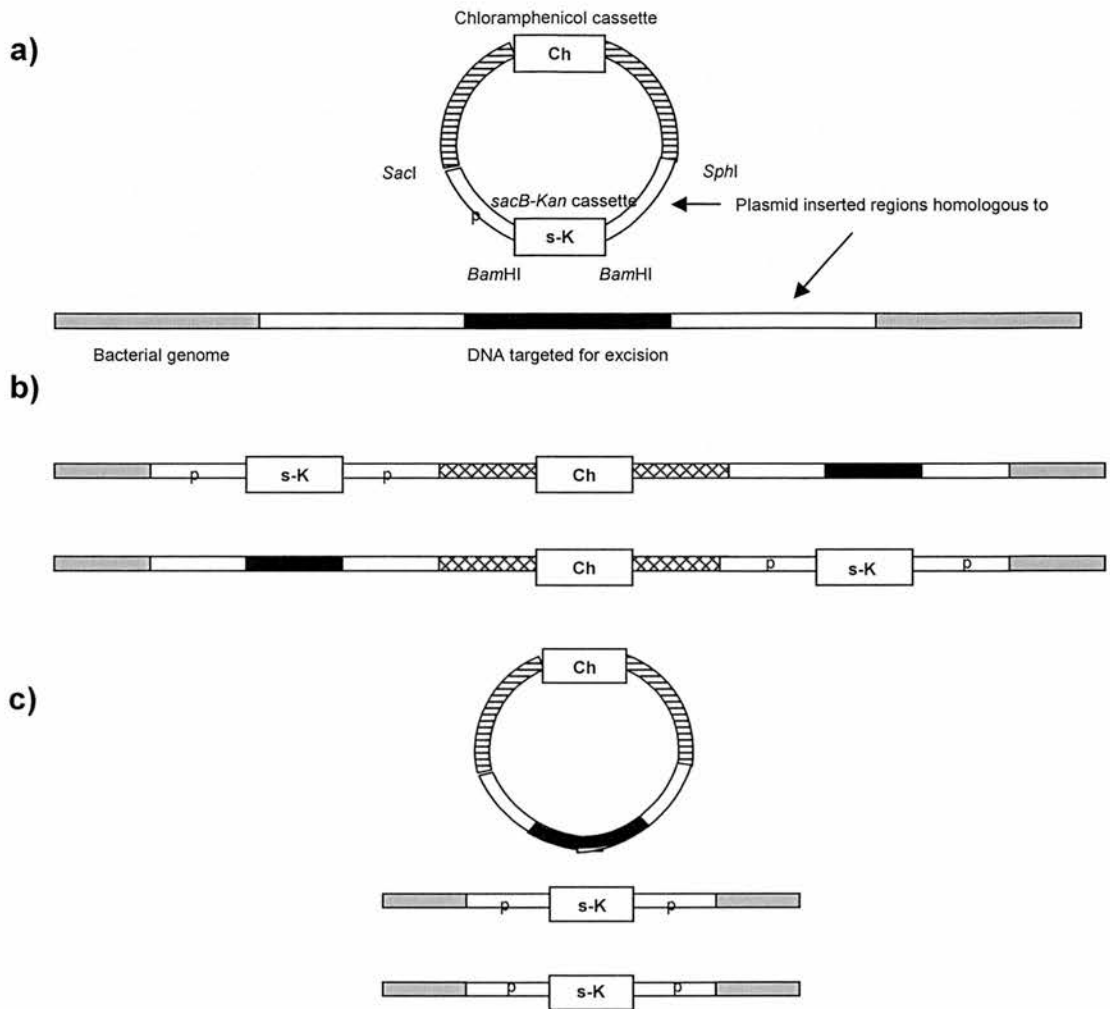 a)
Chloramphenicol cassette
Ch
SacI
SphI
sacB-Kan cassette
p
Plasmid inserted regions homologous to
s-K
BamHI BamHI
Bacterial genome
DNA targeted for excision
b)
p s-K p Ch
Ch p s-K p
c)
Ch
p s-K p
p s-K p